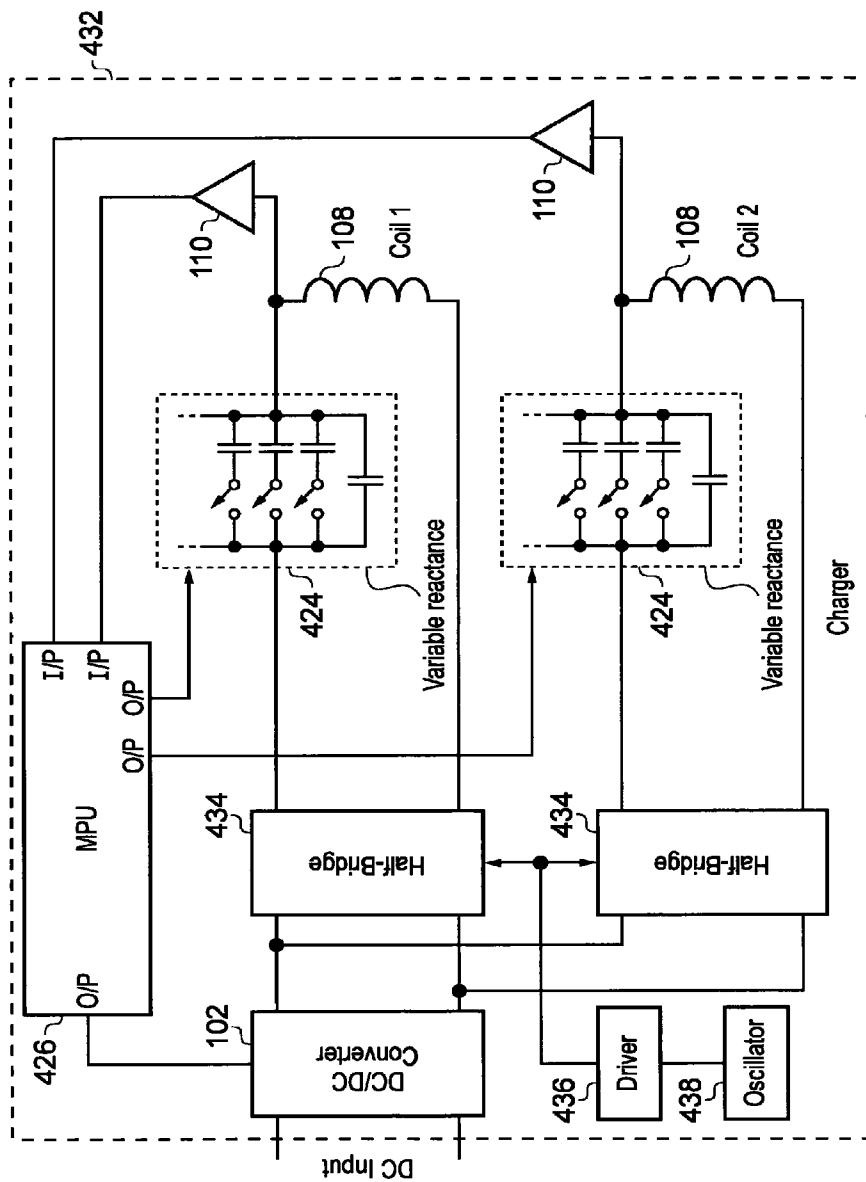 432
MPU
I/P
I/P
O/P
O/P
O/P
426
110
110
108
Coil 1
108
Coil 2
424
Variable reactance
424
Variable reactance
434
Half-Bridge
434
Half-Bridge
102
DC/DC
Converter
DC Input
436
Driver
438
Oscillator
Charger